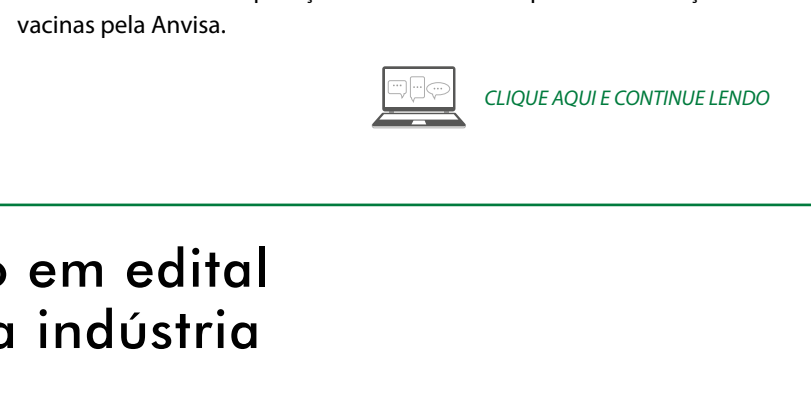 vacinas pela Anvisa.
CLIQUE AQUI E CONTINUE LENDO
em edital
indústria